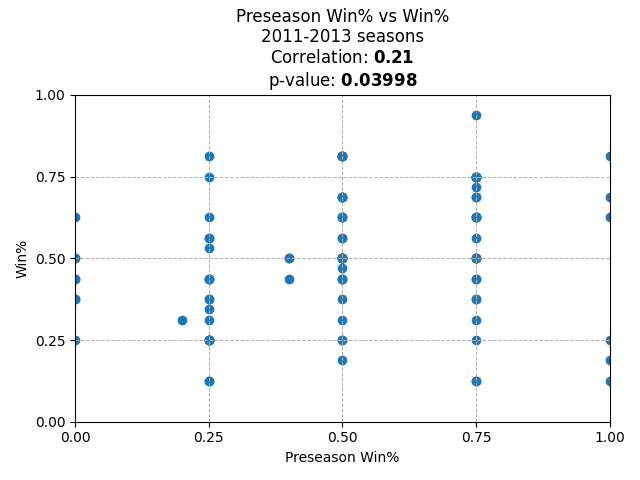 Preseason Win% vs Win%
2011-2013 seasons
Correlation: 0.21
p-value: 0.03998
1.00
0.75
0.50
0.25
0.00
Win%
0.00 0.25 0.50 0.75 1.00
Preseason Win%